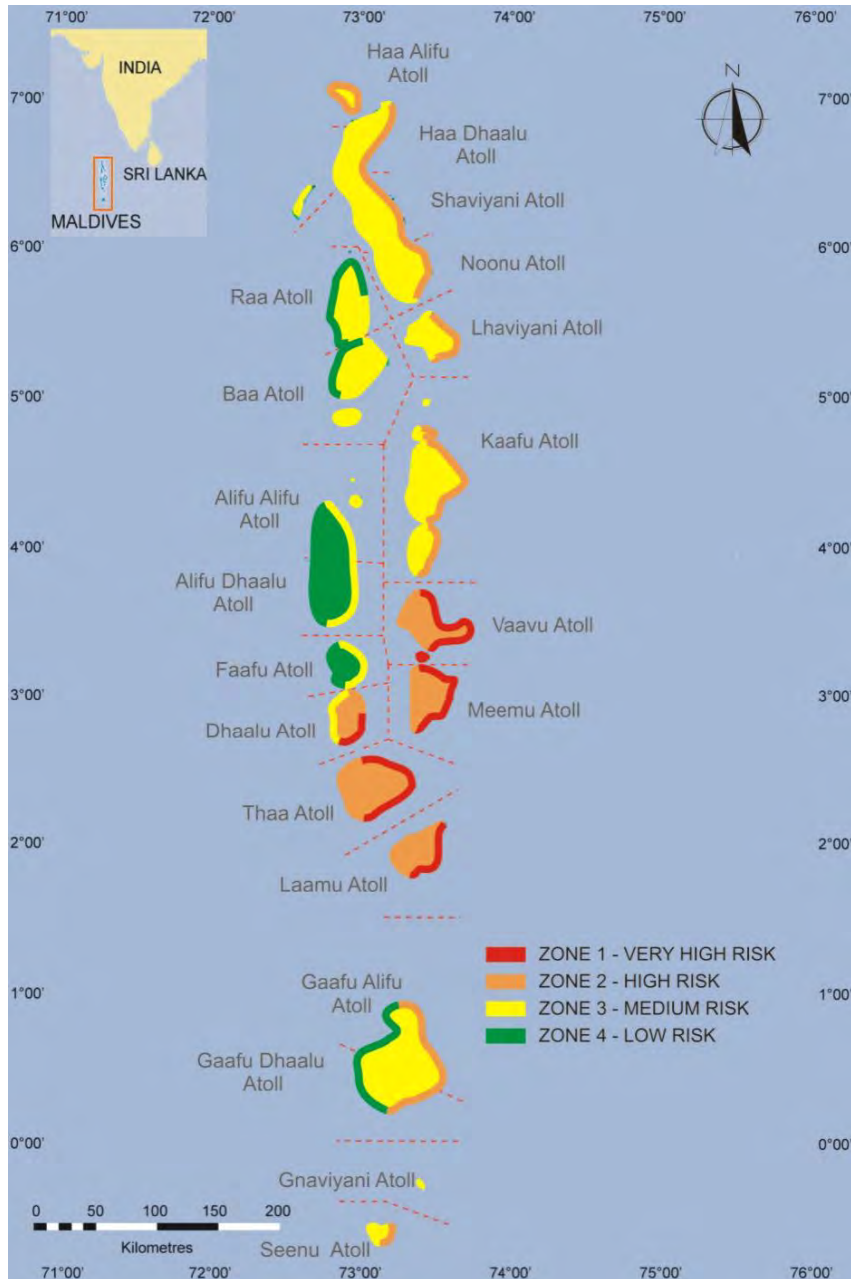 71°00'
72°00'
73°00'
74°00'
75°00'
76°00'
INDIA
SRI LANKA
MALDIVES
N
Haa Alifu
Atoll
7°00'
7°00'
Haa Dhaalu
Atoll
Shaviyani Atoll
6°00'
6°00'
Noonu Atoll
Raa Atoll
Lhaviyani Atoll
Baa Atoll
5°00'
5°00'
Kaafu Atoll
Alifu Alifu
Atoll
4°00'
4°00'
Alifu Dhaalu
Atoll
Vaavu Atoll
Faafu Atoll
3°00'
3°00'
Meemu Atoll
Dhaalu Atoll
Thaa Atoll
2°00'
2°00'
Laamu Atoll
ZONE 1 - VERY HIGH RISK
ZONE 2 - HIGH RISK
ZONE 3 - MEDIUM RISK
ZONE 4 - LOW RISK
Gaafu Alifu
Atoll
1°00'
1°00'
Gaafu Dhaalu
Atoll
0°00'
0°00'
Gnaviyani Atoll
0 50 100 150 200
Kilometres
Seenu Atoll
71°00'
72°00'
73°00'
74°00'
75°00'
76°00'